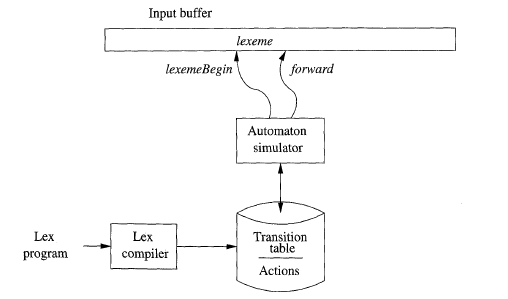 Input buffer
lexeme
lexemeBegin
forward
Automaton
simulator
Lex
program
Lex
compiler
Transition
table
Actions